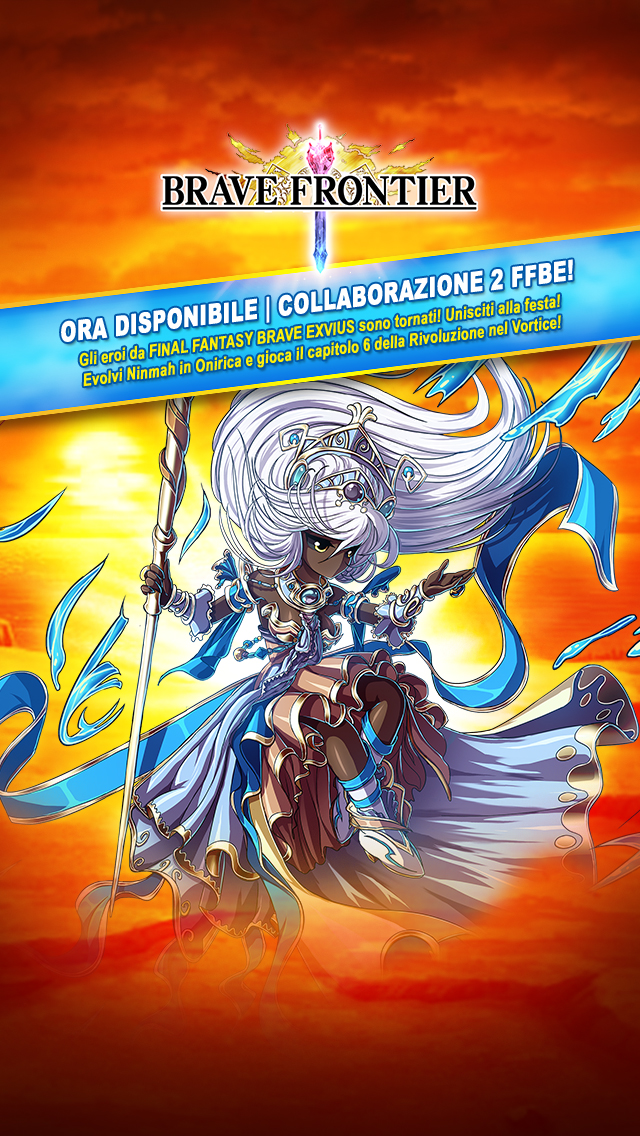 BRAVE FRONTIER
ORA DISPONIBILE | COLLABORAZIONE 2 FFBE!
Gli eroi da FINAL FANTASY BRAVE EXVIUS sono tornati! Unisciti alla festa!
Evolvi Ninmah in Onirica e gioca il capitolo 6 della Rivoluzione nel Vortice!